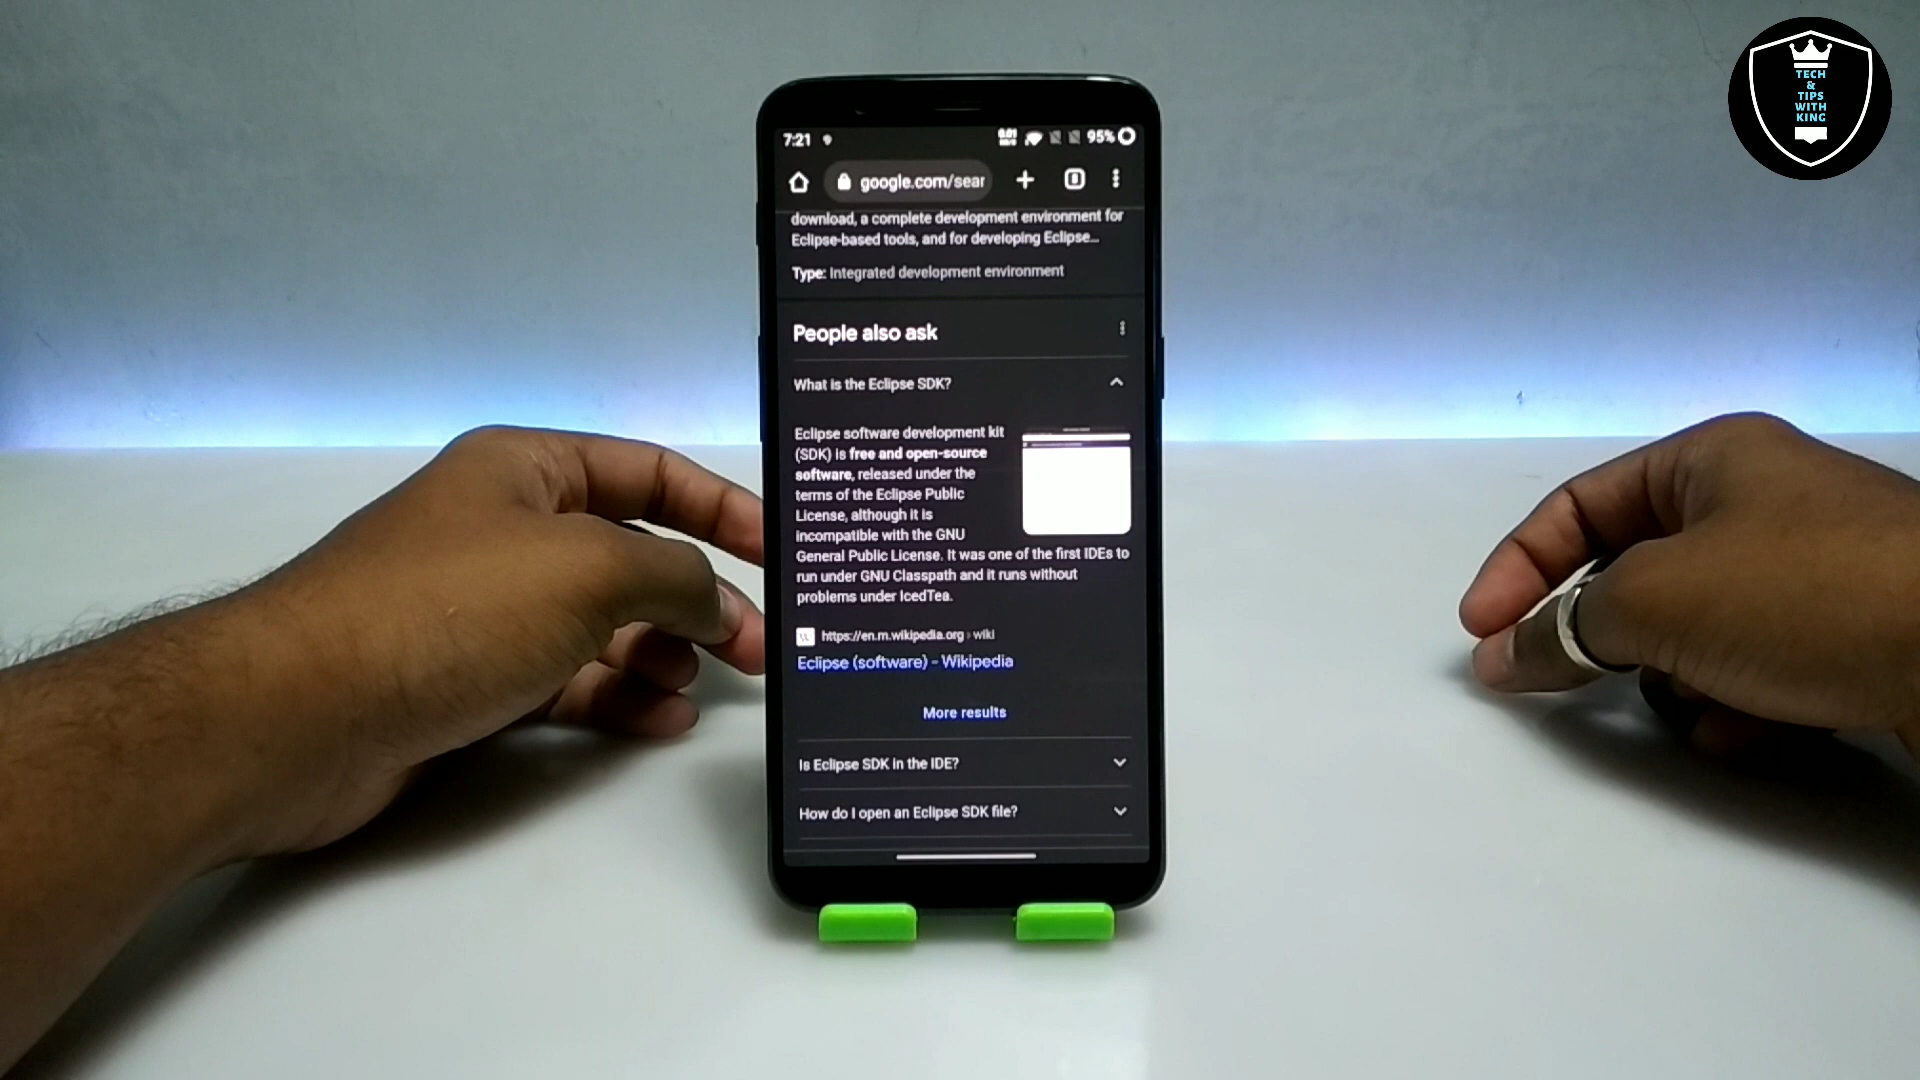 7:21
95%
google.com/sear
download, a complete development environment for
Eclipse-based tools, and for developing Eclipse...
Type: Integrated development environment
People also ask
What is the Eclipse SDK?
Eclipse software development kit
(SDK) is free and open-source
software, released under the
terms of the Eclipse Public
License, although it is
incompatible with the GNU
General Public License. It was one of the first IDEs to
run under GNU Classpath and it runs without
problems under IcedTea.
W
https://en.m.wikipedia.org › wiki
Eclipse (software) - Wikipedia
More results
Is Eclipse SDK in the IDE?
How do I open an Eclipse SDK file?
TECH
&
TIPS
WITH
KING